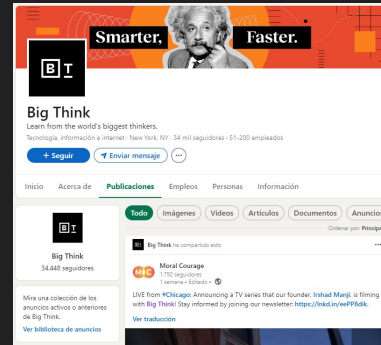 Smarter, Faster.
B T
Big Think
Learn from the world's biggest thinkers.
Tecnología, información e internet · New York, NY · 34 mil seguidores · 51-200 empleados
+ Seguir
Enviar mensaje
Inicio Acerca de Publicaciones Empleos Personas Información
B T
Big Think
34.448 seguidores
Mira una colección de los
anuncios activos o anteriores
de Big Think.
Ver biblioteca de anuncios
Todo Imágenes Vídeos Artículos Documentos Anuncios
Ordenar por: Principa
BT Big Think ha compartido esto
Moral Courage
1.792 seguidores
1 semana • Editado •
LIVE from #Chicago: Announcing a TV series that our founder, Irshad Manji, is filming
with Big Think! Stay informed by joining our newsletter: https://lnkd.in/eePP8dik.
Ver traducción